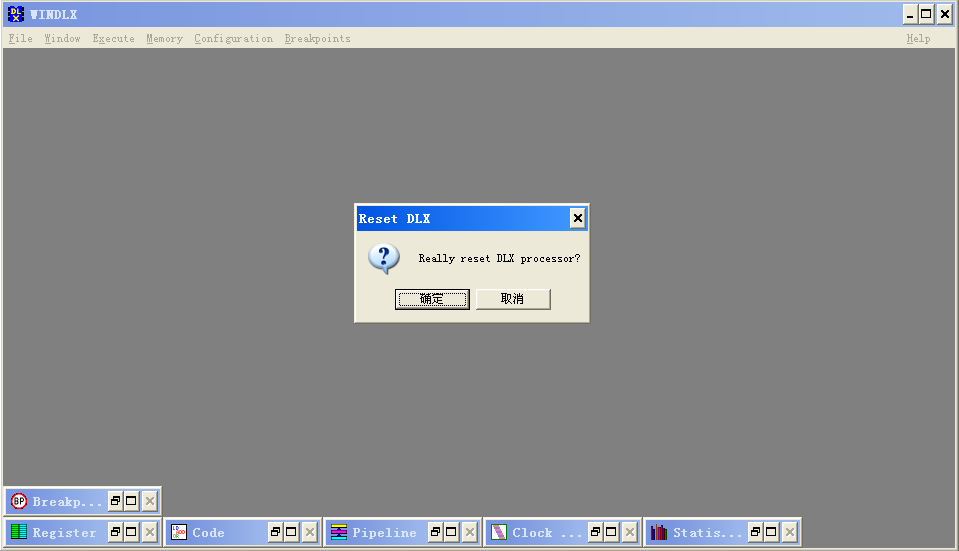 WINDLX
File Window Execute Memory Configuration Breakpoints Help
Reset DLX
Really reset DLX processor?
确定 取消
Breakp...
Register Code Pipeline Clock ... Statis...